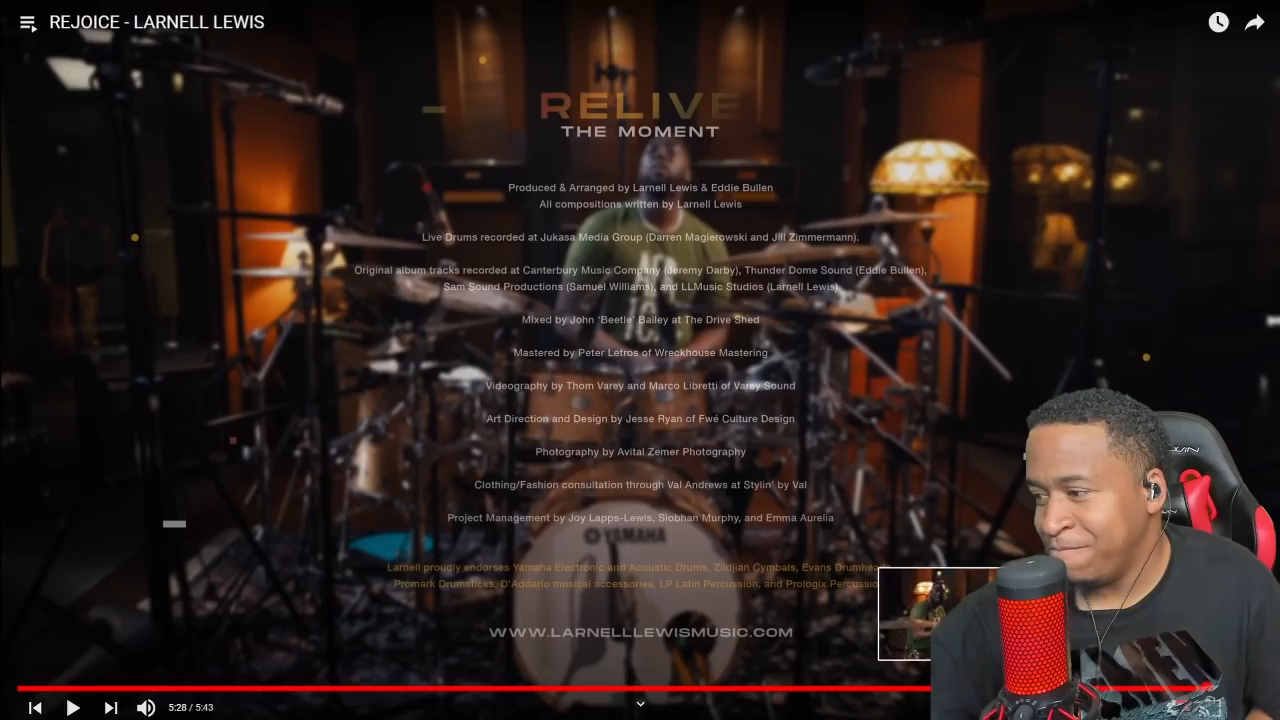 REJOICE - LARNELL LEWIS
RELIVE
THE MOMENT
Produced & Arranged by Larnell Lewis & Eddie Bullen
All compositions written by Larnell Lewis
Live Drums recorded at Jukasa Media Group (Darren Magierowski and Jill Zimmermann).
Original album tracks recorded at Canterbury Music Company (Jeremy Darby), Thunder Dome Sound (Eddie Bullen),
Sam Sound Productions (Samuel Williams), and LLMusic Studios (Larnell Lewis)
Mixed by John 'Beetle' Bailey at The Drive Shed
Mastered by Peter Letros of Wreckhouse Mastering
Videography by Thom Varey and Marco Libretti of Varey Sound
Art Direction and Design by Jesse Ryan of Fwé Culture Design
Photography by Avital Zemer Photography
Clothing/Fashion consultation through Val Andrews at Stylin' by Val
Project Management by Joy Lapps-Lewis, Siobhan Murphy, and Emma Aurelia
YAMAHA
Larnell proudly endorses Yamaha Electronic and Acoustic Drums, Zildjian Cymbals, Evans
Promark Drumsticks, D'Addario musical accessories, LP Latin Percussion, and Prologix
WWW.LARNELLLEWISMUSIC.COM
5:28 / 5:43